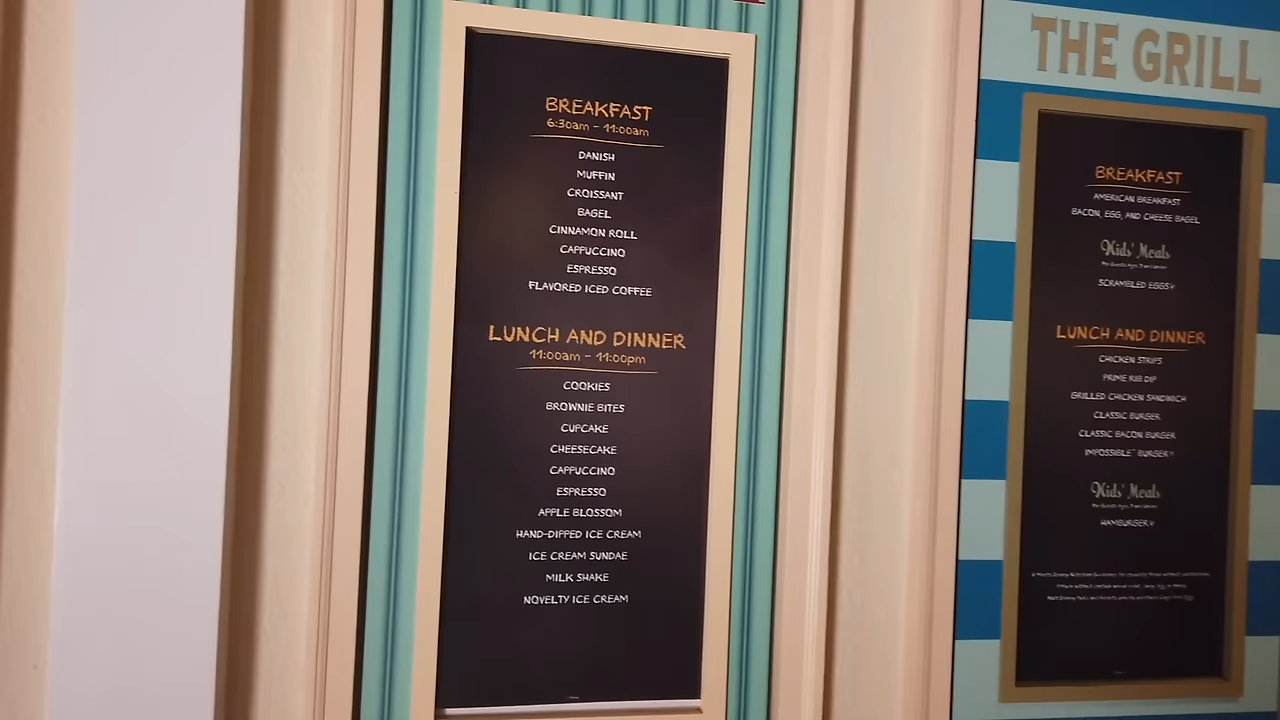 BREAKFAST
6:30am - 11:00am
DANISH
MUFFIN
CROISSANT
BAGEL
CINNAMON ROLL
CAPPUCCINO
ESPRESSO
FLAVORED ICED COFFEE
LUNCH AND DINNER
11:00am - 11:00pm
COOKIES
BROWNIE BITES
CUPCAKE
CHEESECAKE
CAPPUCCINO
ESPRESSO
APPLE BLOSSOM
HAND-DIPPED ICE CREAM
ICE CREAM SUNDAE
MILK SHAKE
NOVELTY ICE CREAM
THE GRILL
BREAKFAST
AMERICAN BREAKFAST
BACON, EGG, AND CHEESE BAGEL
Kids' Meals
SCRAMBLED EGGS
LUNCH AND DINNER
CHICKEN STRIPS
PRIME RIB DIP
GRILLED CHICKEN SANDWICH
CLASSIC BURGER
CLASSIC BACON BURGER
IMPOSSIBLE™ BURGER
Kids' Meals
HAMBURGER